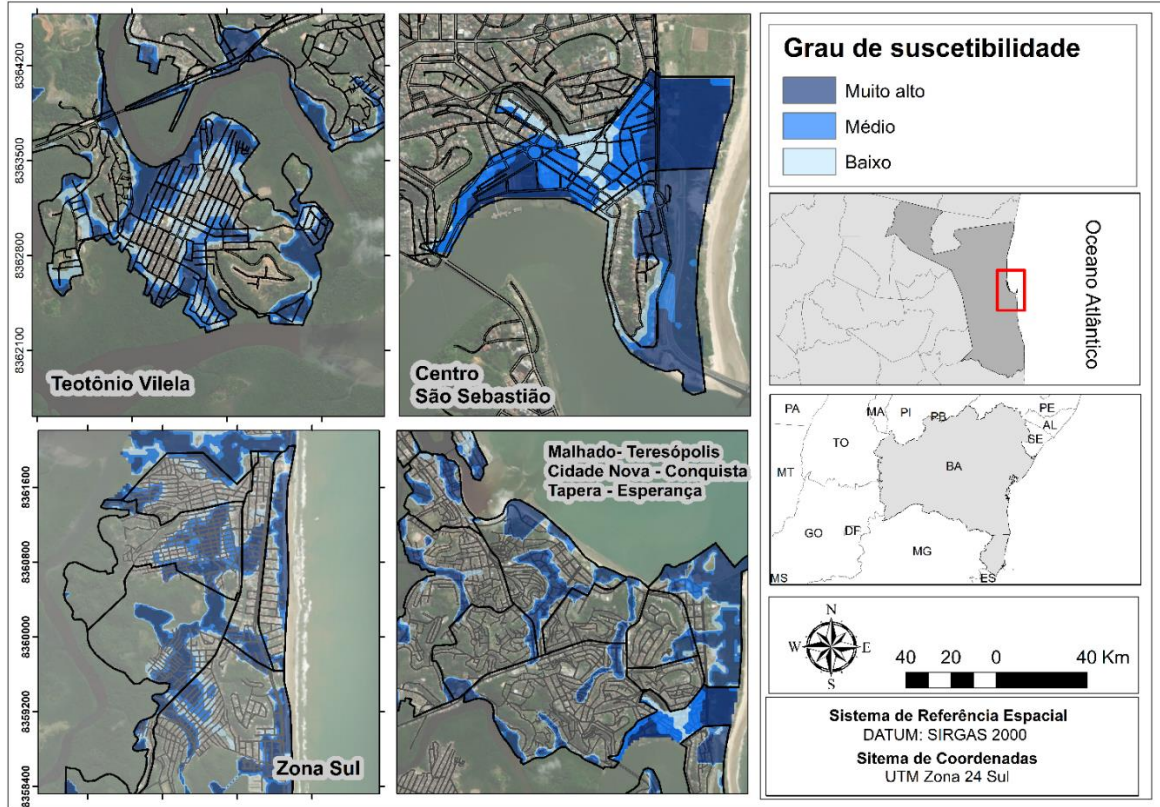 8364200
8363500
8362800
8362100
Teotônio Vilela
Centro
São Sebastião
8361600
8360800
8360000
8359200
8358400
Zona Sul
Malhado- Teresópolis
Cidade Nova - Conquista
Tapera - Esperança
Grau de suscetibilidade
Muito alto
Médio
Baixo
Oceano Atlântico
PA
MA
PI
PB
PE
AL
SE
TO
MT
BA
GO
DF
MG
MS
ES
N
W
E
S
40 20 0 40 Km
Sistema de Referência Espacial
DATUM: SIRGAS 2000
Sitema de Coordenadas
UTM Zona 24 Sul